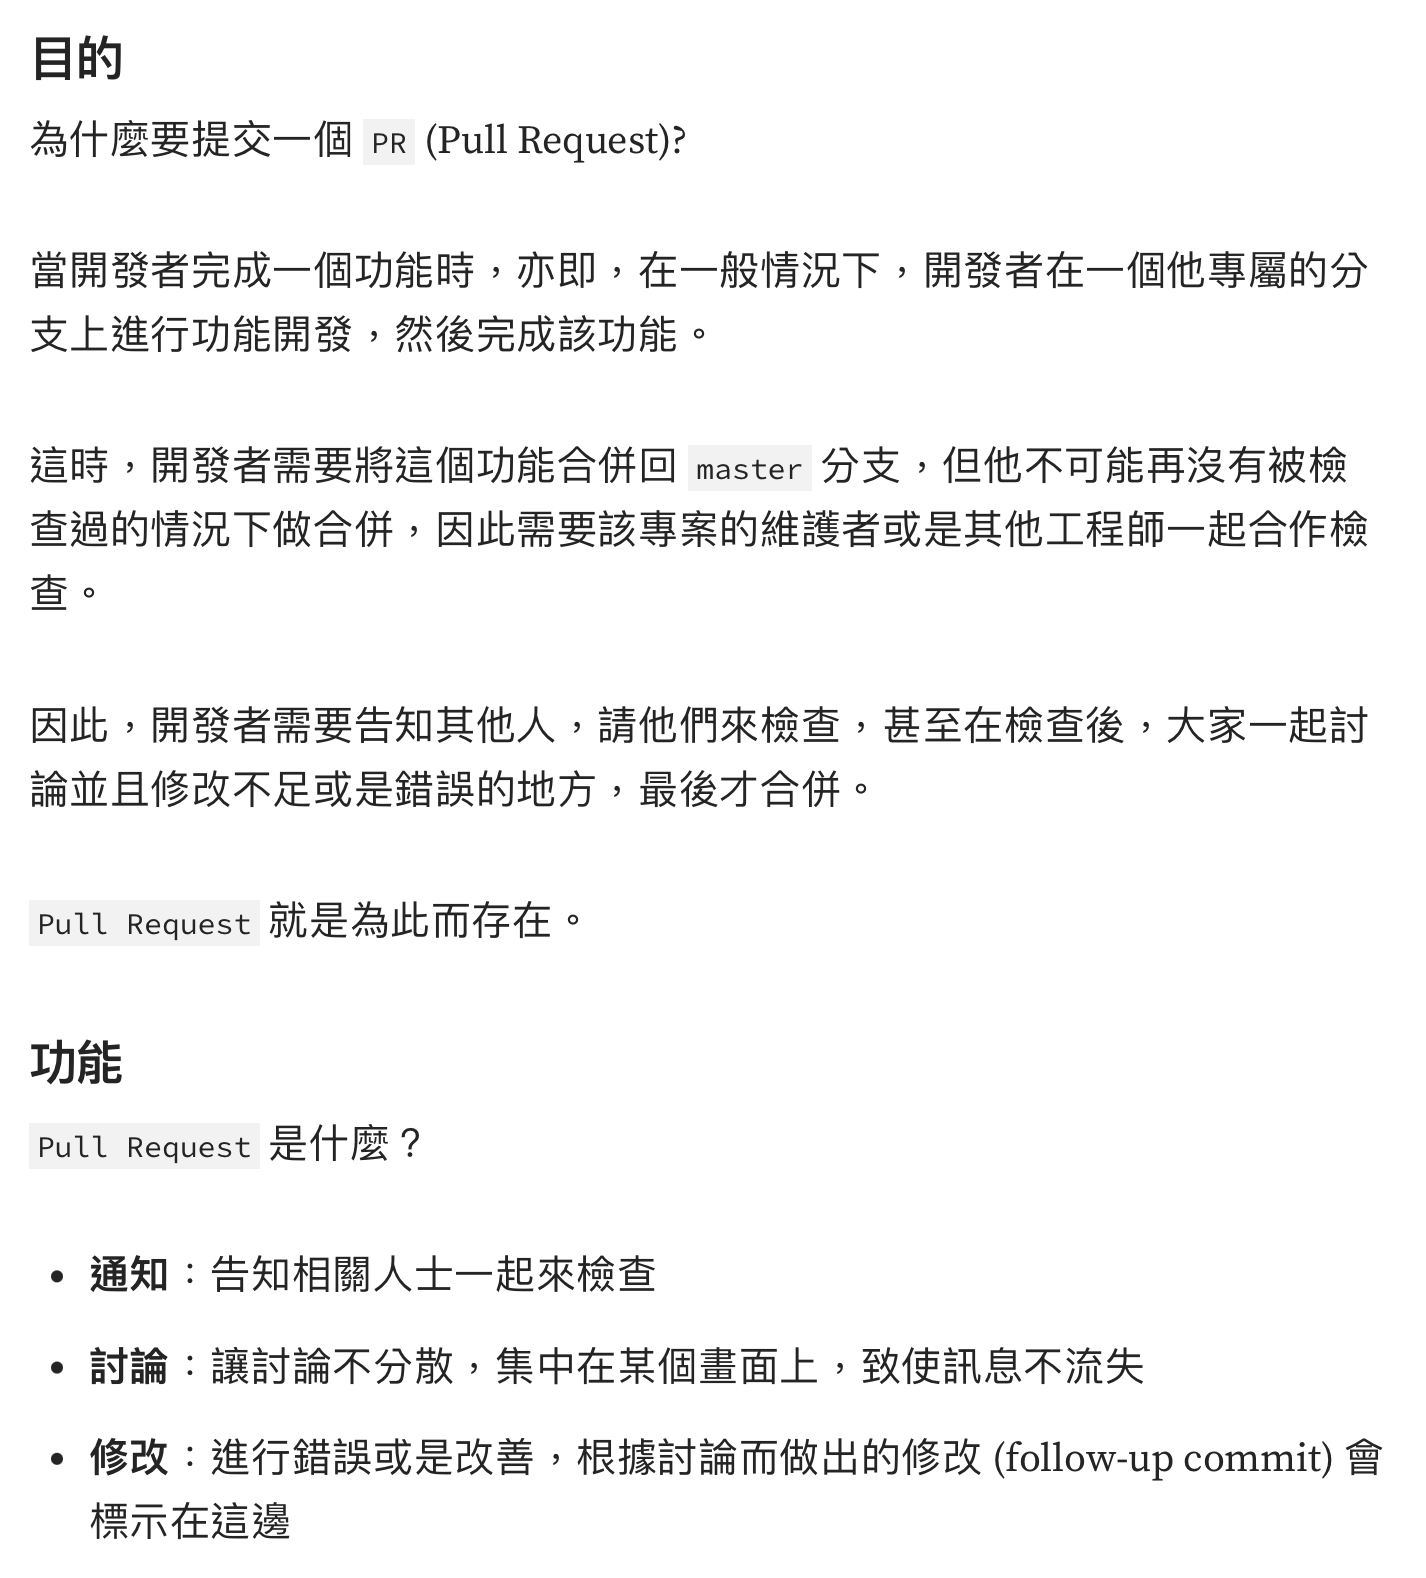 目的
為什麼要提交一個 PR (Pull Request)?
當開發者完成一個功能時，亦即，在一般情況下，開發者在一個他專屬的分
支上進行功能開發，然後完成該功能。
這時，開發者需要將這個功能合併回 master 分支，但他不可能再沒有被檢
查過的情況下做合併，因此需要該專案的維護者或是其他工程師一起合作檢
查。
因此，開發者需要告知其他人，請他們來檢查，甚至在檢查後，大家一起討
論並且修改不足或是錯誤的地方，最後才合併。
Pull Request 就是為此而存在。
功能
Pull Request 是什麼？
• 通知：告知相關人士一起來檢查
• 討論：讓討論不分散，集中在某個畫面上，致使訊息不流失
• 修改：進行錯誤或是改善，根據討論而做出的修改 (follow-up commit) 會
標示在這邊